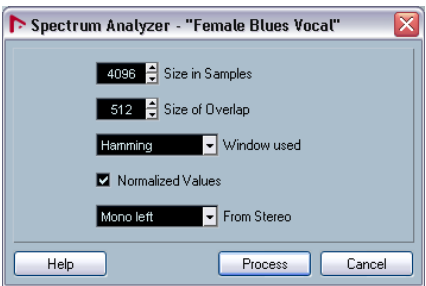 Spectrum Analyzer - "Female Blues Vocal"
4096 Size in Samples
512 Size of Overlap
Hamming Window used
Normalized Values
Mono left From Stereo
Help Process Cancel